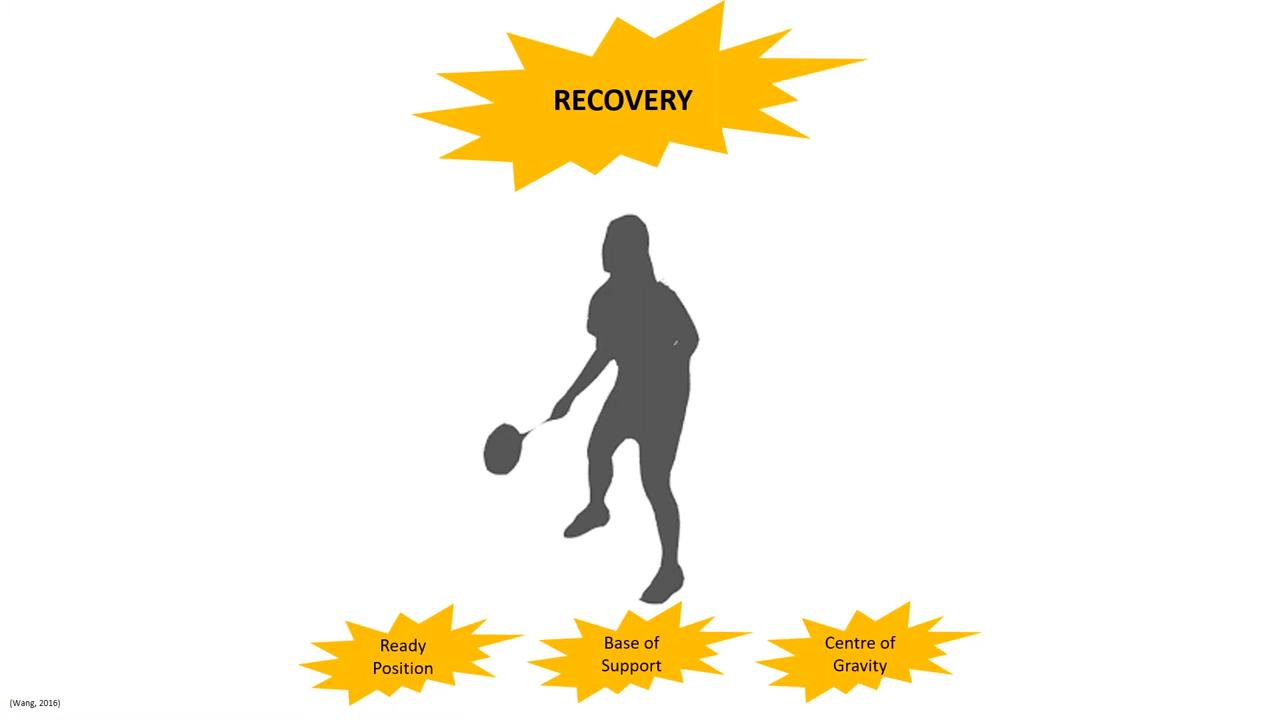 RECOVERY
Ready
Position
Base of
Support
Centre of
Gravity
(Wang, 2016)